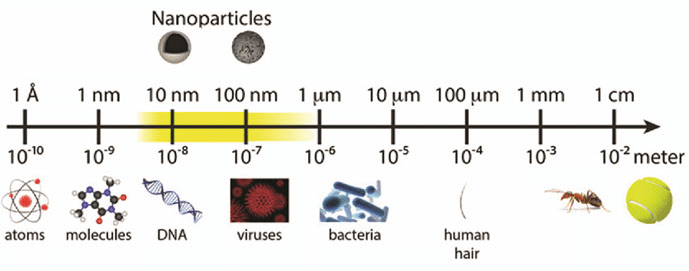 Nanoparticles
1 Å 1 nm 10 nm 100 nm 1 μm 10 μm 100 μm 1 mm 1 cm
10⁻¹⁰ 10⁻⁹ 10⁻⁸ 10⁻⁷ 10⁻⁶ 10⁻⁵ 10⁻⁴ 10⁻³ 10⁻² meter
atoms molecules DNA viruses bacteria human
hair